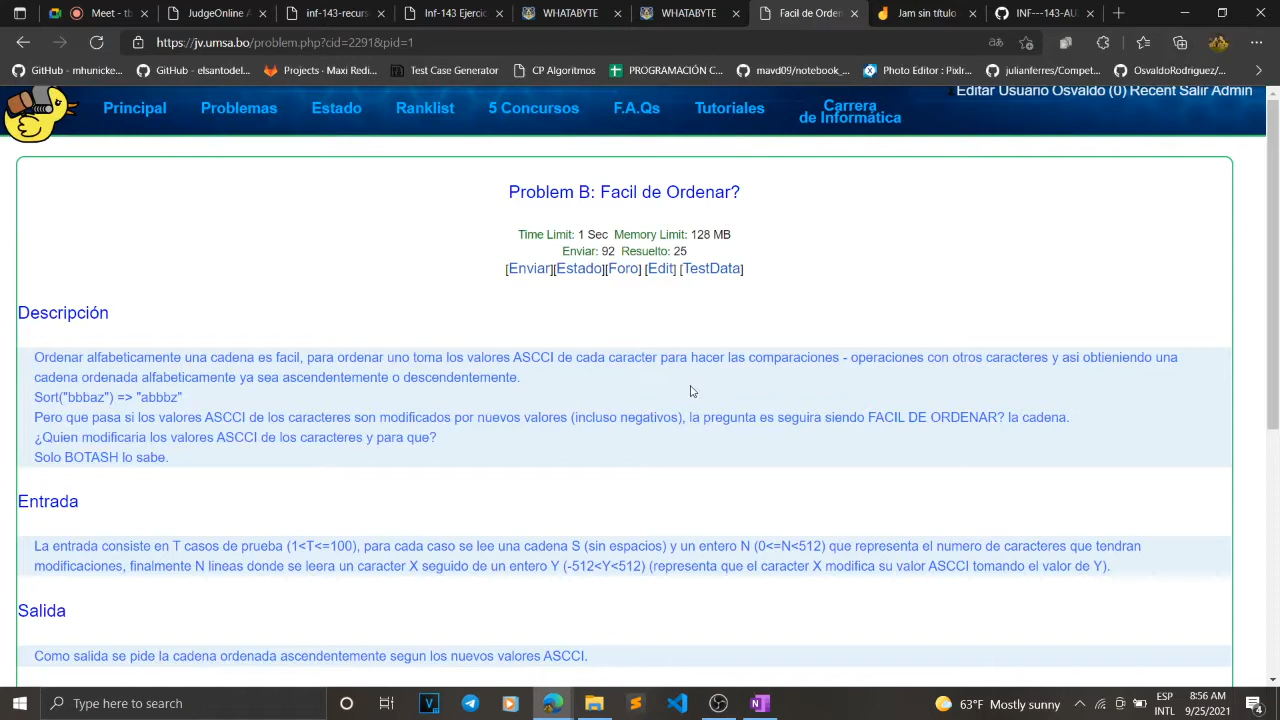 Meet - tb
JudgeOnline
inf-143-recurs
Inf-143 Ejercic
WHATABYTE
WHATABYTE
Facil de Orden
Jam sin título
INF---143-AU
https://jv.umsa.bo/problem.php?cid=2291&pid=1
GitHub - mhunicke...
GitHub - elsantodel...
Projects · Maxi Redi...
Test Case Generator
CP Algoritmos
PROGRAMACIÓN C...
mavd09/notebook_...
Photo Editor : Pixlr...
julianferres/Compet...
OsvaldoRodriguez/...
Editar Usuario Osvaldo (0) Recent Salir Admin
Principal
Problemas
Estado
Ranklist
5 Concursos
F.A.Qs
Tutoriales
Carrera
de Informática
Problem B: Facil de Ordenar?
Time Limit: 1 Sec Memory Limit: 128 MB
Enviar: 92 Resuelto: 25
[Enviar][Estado][Foro] [Edit] [TestData]
Descripción
Ordenar alfabeticamente una cadena es facil, para ordenar uno toma los valores ASCCI de cada caracter para hacer las comparaciones - operaciones con otros caracteres y asi obtieniendo una
cadena ordenada alfabeticamente ya sea ascendentemente o descendentemente.
Sort("bbbaz") => "abbbz"
Pero que pasa si los valores ASCCI de los caracteres son modificados por nuevos valores (incluso negativos), la pregunta es seguira siendo FACIL DE ORDENAR? la cadena.
¿Quien modificaria los valores ASCCI de los caracteres y para que?
Solo BOTASH lo sabe.
Entrada
La entrada consiste en T casos de prueba (1<T<=100), para cada caso se lee una cadena S (sin espacios) y un entero N (0<=N<512) que representa el numero de caracteres que tendran
modificaciones, finalmente N lineas donde se leera un caracter X seguido de un entero Y (-512<Y<512) (representa que el caracter X modifica su valor ASCCI tomando el valor de Y).
Salida
Como salida se pide la cadena ordenada ascendentemente segun los nuevos valores ASCCI.
Type here to search
63°F Mostly sunny
ESP
INTL
8:56 AM
9/25/2021